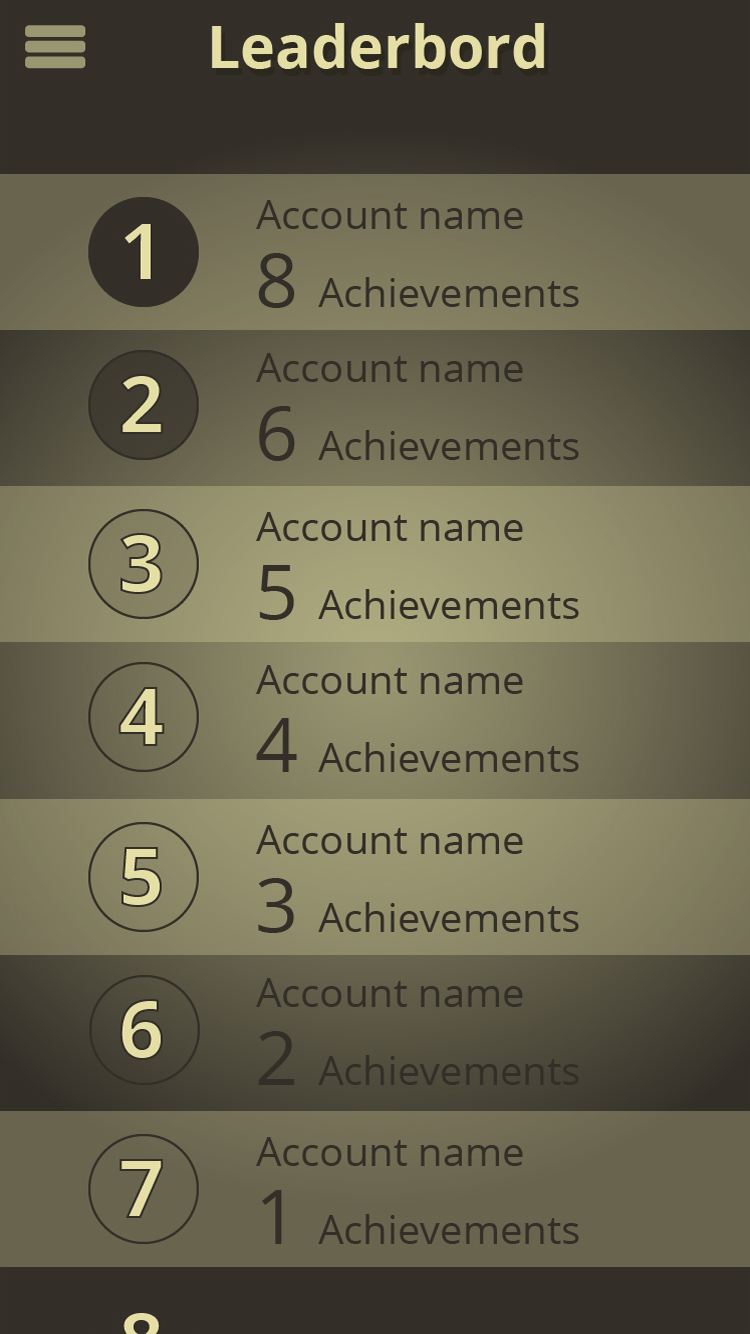 Leaderbord
1
Account name
8 Achievements
2
Account name
6 Achievements
3
Account name
5 Achievements
4
Account name
4 Achievements
5
Account name
3 Achievements
6
Account name
2 Achievements
7
Account name
1 Achievements
8